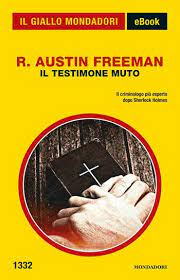 IL GIALLO MONDADORI
eBook
R. AUSTIN FREEMAN
IL TESTIMONE MUTO
Il criminologo più esperto
dopo Sherlock Holmes
1332
MONDADORI